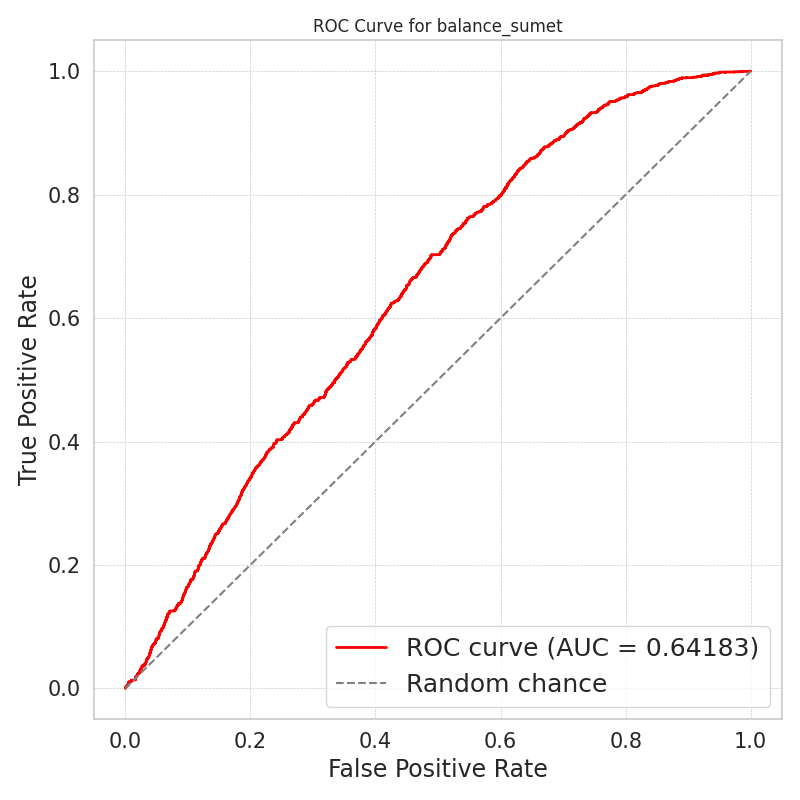 ROC Curve for balance_sumet
1.0
0.8
0.6
0.4
0.2
0.0
True Positive Rate
ROC curve (AUC = 0.64183)
Random chance
0.0 0.2 0.4 0.6 0.8 1.0
False Positive Rate